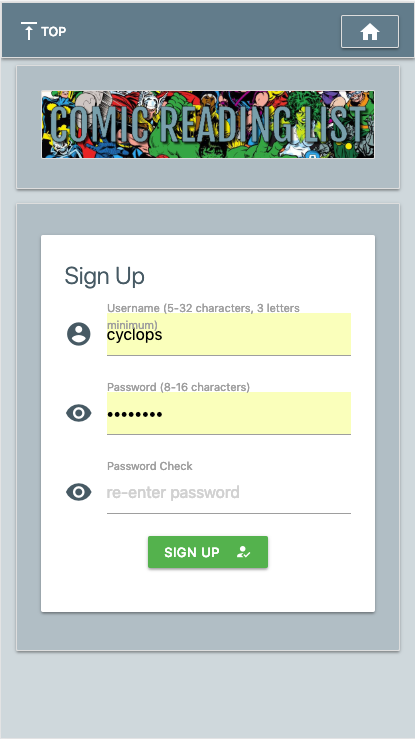 TOP
COMIC READING LIST
Sign Up
Username (5-32 characters, 3 letters
minimum)
cyclops
Password (8-16 characters)
••••••••
Password Check
re-enter password
SIGN UP